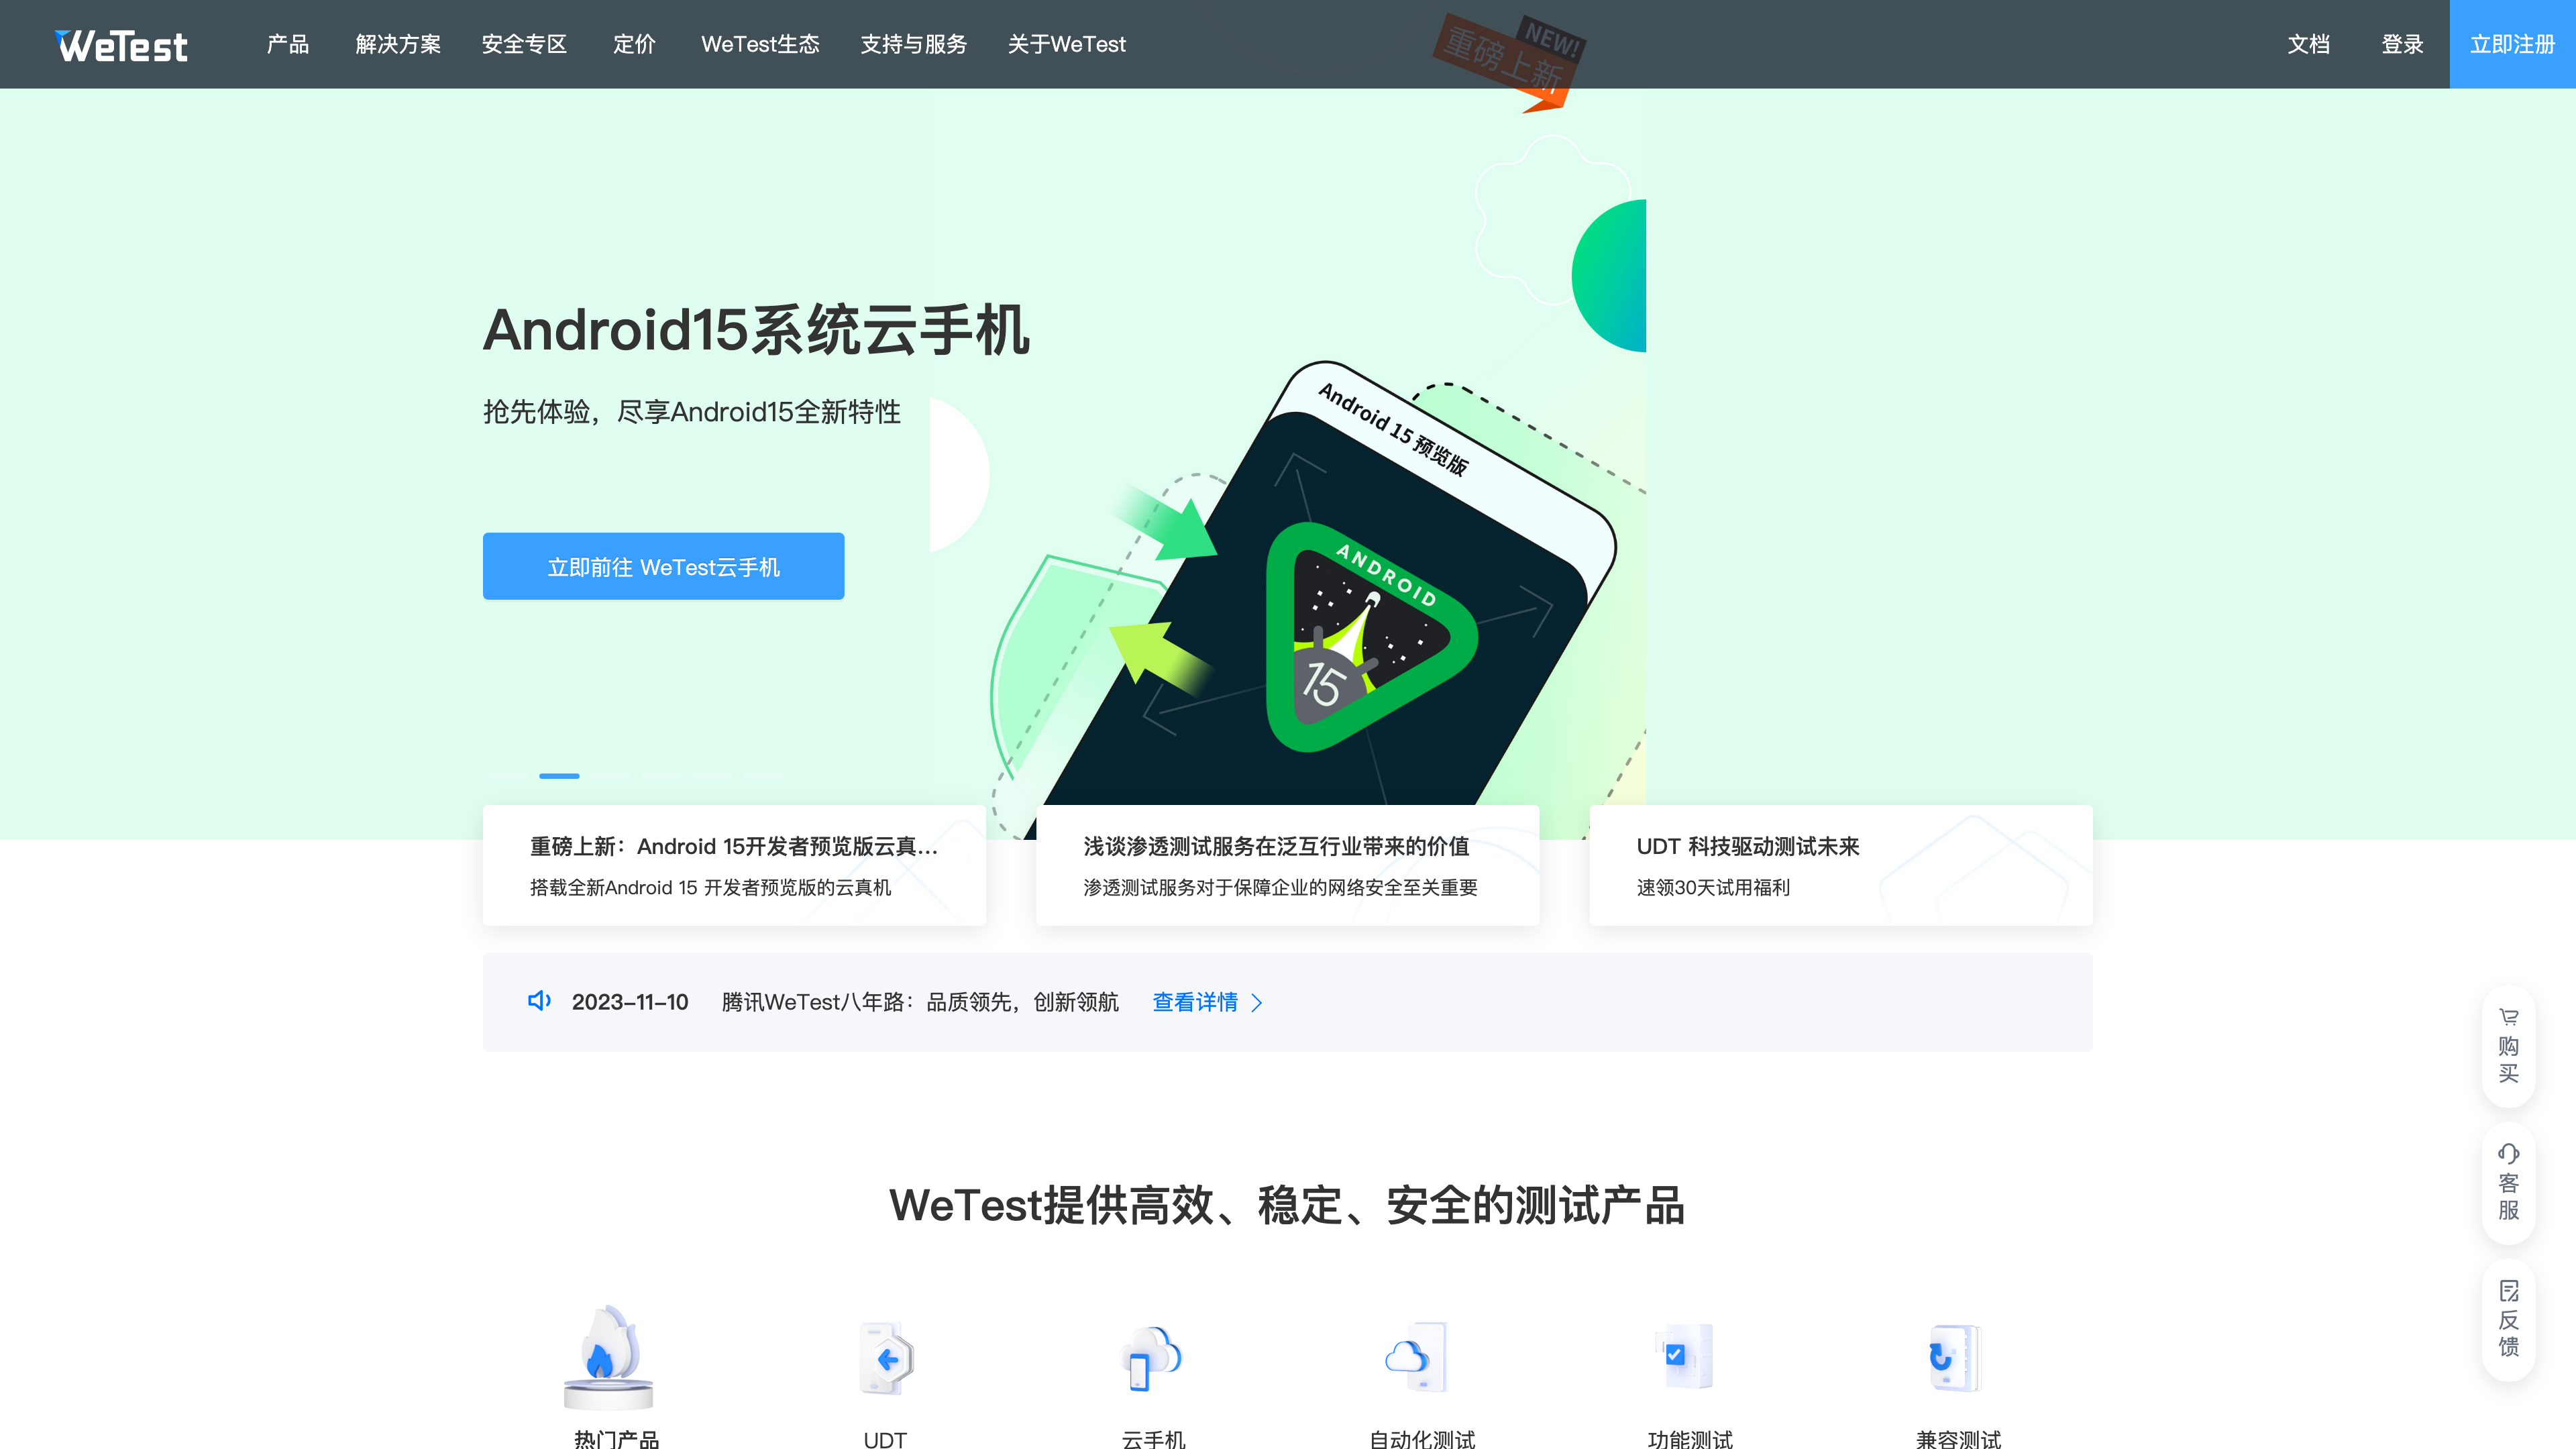 WeTest
产品
解决方案
安全专区
定价
WeTest生态
支持与服务
关于WeTest
文档
登录
立即注册
NEW!
重磅上新
Android15系统云手机
抢先体验，尽享Android15全新特性
立即前往 WeTest云手机
Android 15 预览版
ANDROID
15
重磅上新：Android 15开发者预览版云真...
搭载全新Android 15 开发者预览版的云真机
浅谈渗透测试服务在泛互行业带来的价值
渗透测试服务对于保障企业的网络安全至关重要
UDT 科技驱动测试未来
速领30天试用福利
2023-11-10
腾讯WeTest八年路：品质领先，创新领航
查看详情
购买
客服
反馈
WeTest提供高效、稳定、安全的测试产品
热门产品
UDT
云手机
自动化测试
功能测试
兼容测试